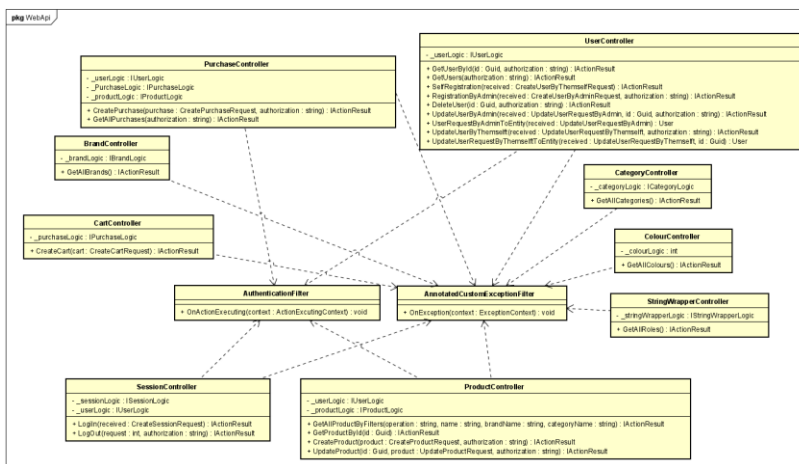 pkg WebApi
PurchaseController
- _userLogic : IUserLogic
- _PurchaseLogic : IPurchaseLogic
- _productLogic : IProductLogic
+ CreatePurchase(purchase : CreatePurchaseRequest, authorization : string) : IActionResult
+ GetAllPurchases(authorization : string) : IActionResult
UserController
- _userLogic : IUserLogic
+ GetUserById(id : Guid, authorization : string) : IActionResult
+ GetUsers(authorization : string) : IActionResult
+ SelfRegistration(received : CreateUserByThemselfRequest) : IActionResult
+ RegistrationByAdmin(received : CreateUserByAdminRequest, authorization : string) : IActionResult
+ DeleteUser(id : Guid, authorization : string) : IActionResult
+ UpdateUserByAdmin(received : UpdateUserRequestByAdmin, id : Guid, authorization : string) : IActionResult
+ UserRequestByAdminToEntity(received : UpdateUserRequestByAdmin) : User
+ UpdateUserByThemselft(received : UpdateUserRequestByThemselft, authorization : string) : IActionResult
+ UpdateUserRequestByThemselftToEntity(received : UpdateUserRequestByThemself, id : Guid) : User
BrandController
- _brandLogic : IBrandLogic
+ GetAllBrands() : IActionResult
CategoryController
- _categoryLogic : ICategoryLogic
+ GetAllCategories() : IActionResult
CartController
- _purchaseLogic : IPurchaseLogic
+ CreateCart(cart : CreateCartRequest) : IActionResult
ColourController
- _colourLogic : int
+ GetAllColours() : IActionResult
AuthenticationFilter
+ OnActionExecuting(context : ActionExcutingContext) : void
AnnotatedCustomExceptionFilter
+ OnException(context : ExceptionContext) : void
StringWrapperController
- _stringWrapperLogic : IStringWrapperLogic
+ GetAllRoles() : IActionResult
SessionController
- _sessionLogic : ISessionLogic
- _userLogic : IUserLogic
+ LogIn(received : CreateSessionRequest) : IActionResult
+ LogOut(request : int, authorization : string) : IActionResult
ProductController
- _userLogic : IUserLogic
- _productLogic : IProductLogic
+ GetAllProductByFilters(operation : string, name : string, brandName : string, categoryName : string) : IActionResult
+ GetProductById(id : Guid) : IActionResult
+ CreateProduct(product : CreateProductRequest, authorization : string) : IActionResult
+ UpdateProduct(id : Guid, product : UpdateProductRequest, authorization : string) : IActionResult